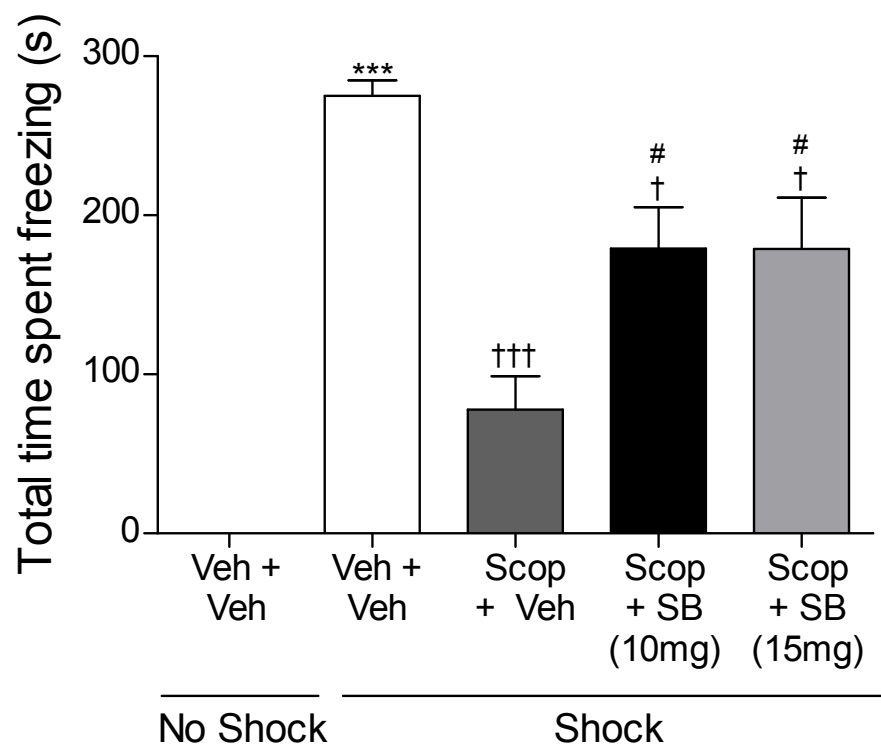 Total time spent freezing (s)
300
200
100
0
***
†††
#
†
#
†
Veh +
Veh
Veh +
Veh
Scop
+ Veh
Scop
+ SB
(10mg)
Scop
+ SB
(15mg)
No Shock
Shock